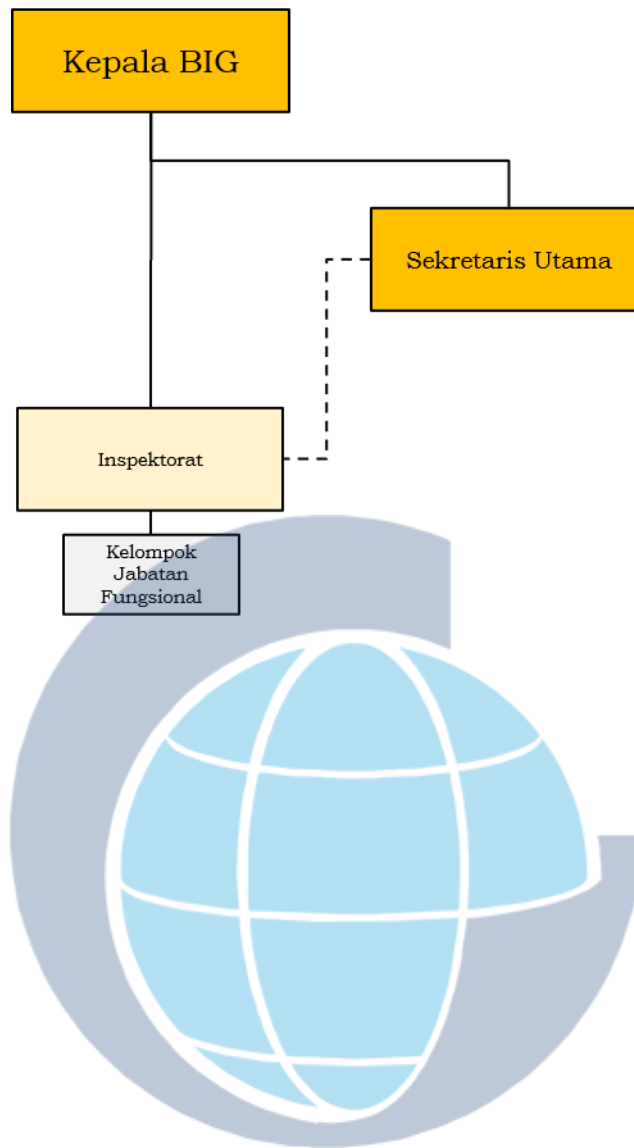 Kepala BIG
Sekretaris Utama
Inspektorat
Kelompok
Jabatan
Fungsional